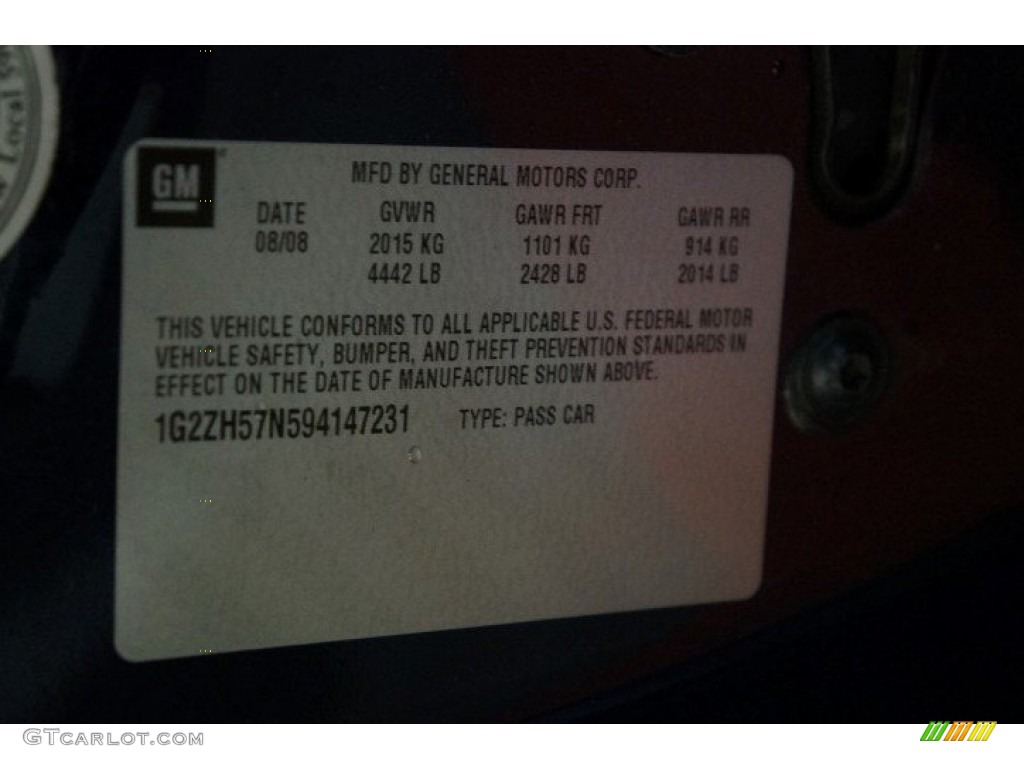 Local 59
GM
MFD BY GENERAL MOTORS CORP.
DATE GVWR GAWR FRT GAWR RR
08/08 2015 KG 1101 KG 914 KG
4442 LB 2428 LB 2014 LB
THIS VEHICLE CONFORMS TO ALL APPLICABLE U.S. FEDERAL MOTOR
VEHICLE SAFETY, BUMPER, AND THEFT PREVENTION STANDARDS IN
EFFECT ON THE DATE OF MANUFACTURE SHOWN ABOVE.
1G2ZH57N594147231 TYPE: PASS CAR
GTCARLOT.COM